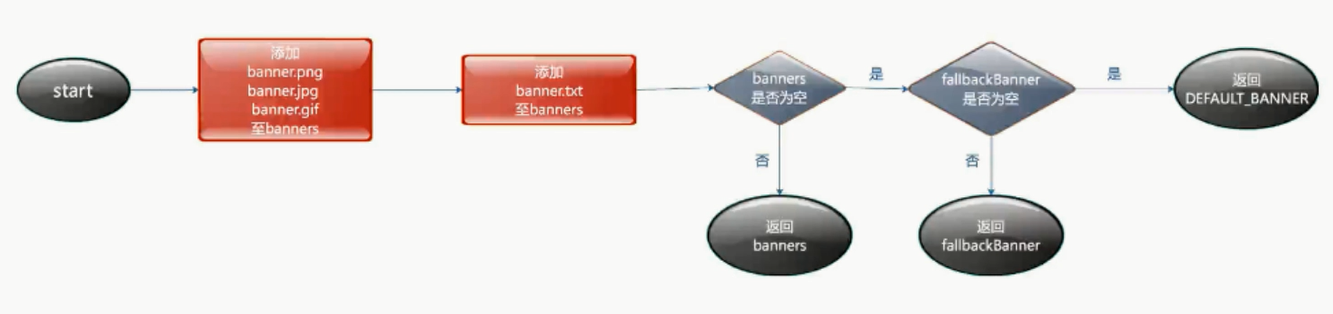 start
添加
banner.png
banner.jpg
banner.gif
至banners
添加
banner.txt
至banners
banners
是否为空
是
fallbackBanner
是否为空
是
返回
DEFAULT_BANNER
否
返回
banners
否
返回
fallbackBanner